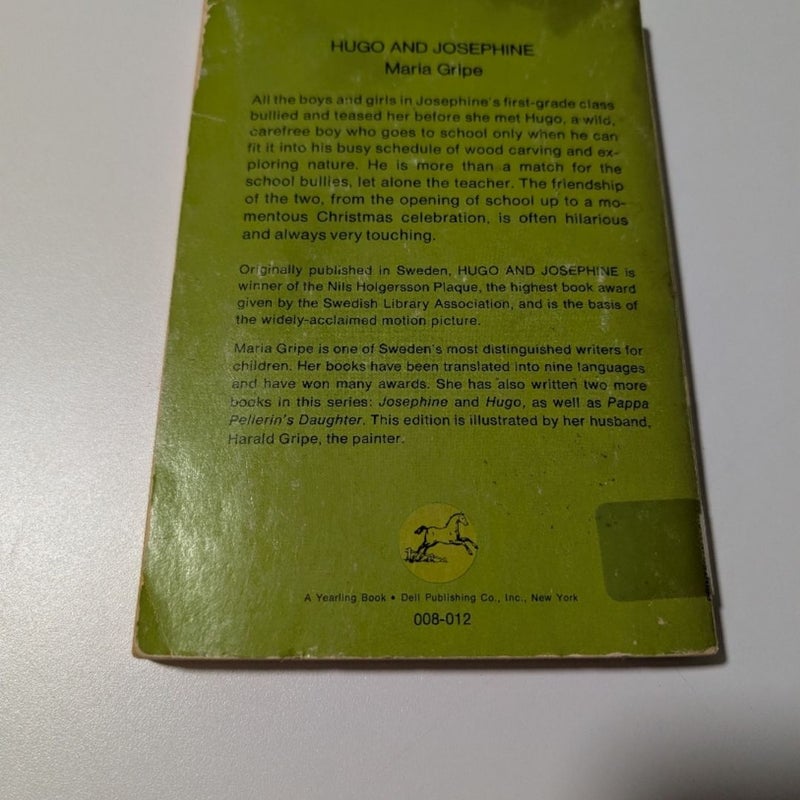 HUGO AND JOSEPHINE
Maria Gripe
All the boys and girls in Josephine's first-grade class
bullied and teased her before she met Hugo, a wild,
carefree boy who goes to school only when he can
fit it into his busy schedule of wood carving and ex-
ploring nature. He is more than a match for the
school bullies, let alone the teacher. The friendship
of the two, from the opening of school up to a mo-
mentous Christmas celebration, is often hilarious
and always very touching.
Originally published in Sweden, HUGO AND JOSEPHINE is
winner of the Nils Holgersson Plaque, the highest book award
given by the Swedish Library Association, and is the basis of
the widely-acclaimed motion picture.
Maria Gripe is one of Sweden's most distinguished writers for
children. Her books have been translated into nine languages
and have won many awards. She has also written two more
books in this series: Josephine and Hugo, as well as Pappa
Pellerin's Daughter. This edition is illustrated by her husband,
Harald Gripe, the painter.
A Yearling Book • Dell Publishing Co., Inc., New York
008-012